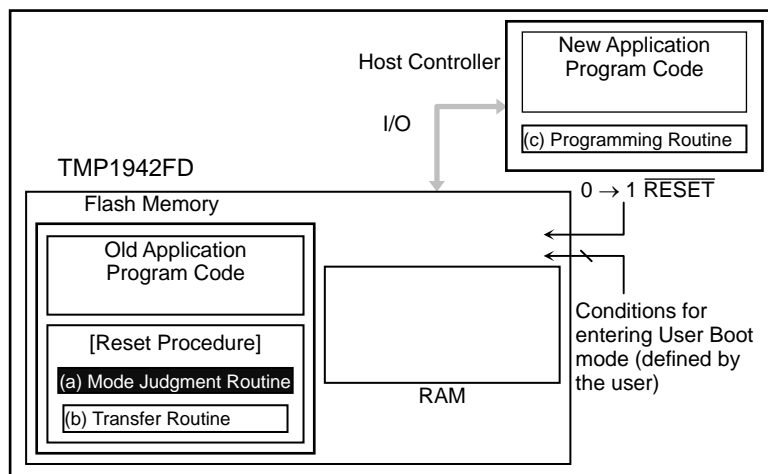 Host Controller
New Application
Program Code
(c) Programming Routine
I/O
TMP1942FD
0 → 1 RESET
Flash Memory
Old Application
Program Code
[Reset Procedure]
(a) Mode Judgment Routine
(b) Transfer Routine
RAM
Conditions for
entering User Boot
mode (defined by
the user)